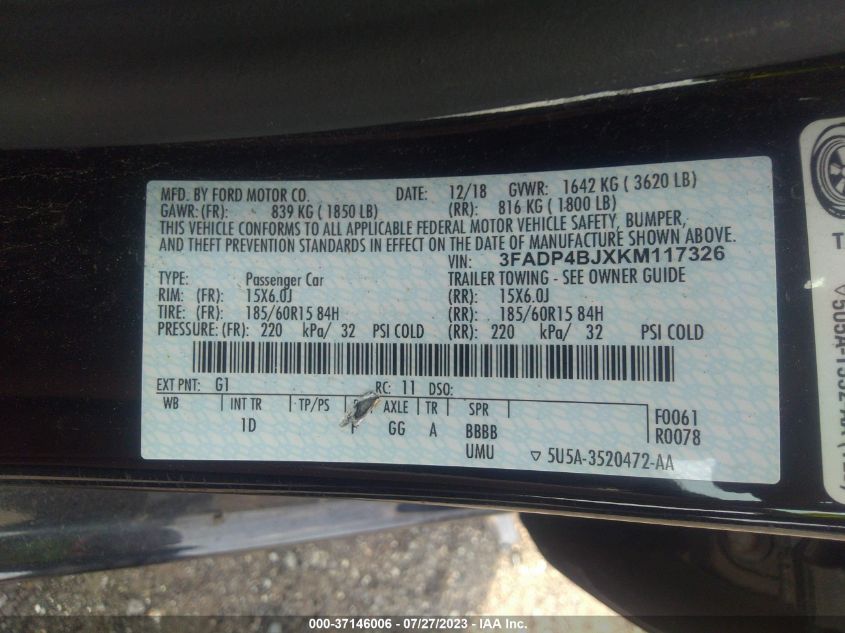 MFD. BY FORD MOTOR CO. DATE: 12/18 GVWR: 1642 KG ( 3620 LB)
GAWR: (FR): 839 KG ( 1850 LB) (RR): 816 KG ( 1800 LB)
THIS VEHICLE CONFORMS TO ALL APPLICABLE FEDERAL MOTOR VEHICLE SAFETY, BUMPER,
AND THEFT PREVENTION STANDARDS IN EFFECT ON THE DATE OF MANUFACTURE SHOWN ABOVE.
VIN: 3FADP4BJXKM117326
TYPE: Passenger Car TRAILER TOWING - SEE OWNER GUIDE
RIM: (FR): 15X6.0J (RR): 15X6.0J
TIRE: (FR): 185/60R15 84H (RR): 185/60R15 84H
PRESSURE: (FR): 220 kPa/ 32 PSI COLD (RR): 220 kPa/ 32 PSI COLD
EXT PNT: G1 RC: 11 DSO:
WB INT TR TP/PS AXLE TR SPR F0061
1D GG A BBBB R0078
UMU ▽ 5U5A-3520472-AA
000-37146006 / 07/27/2023 - IAA Inc.